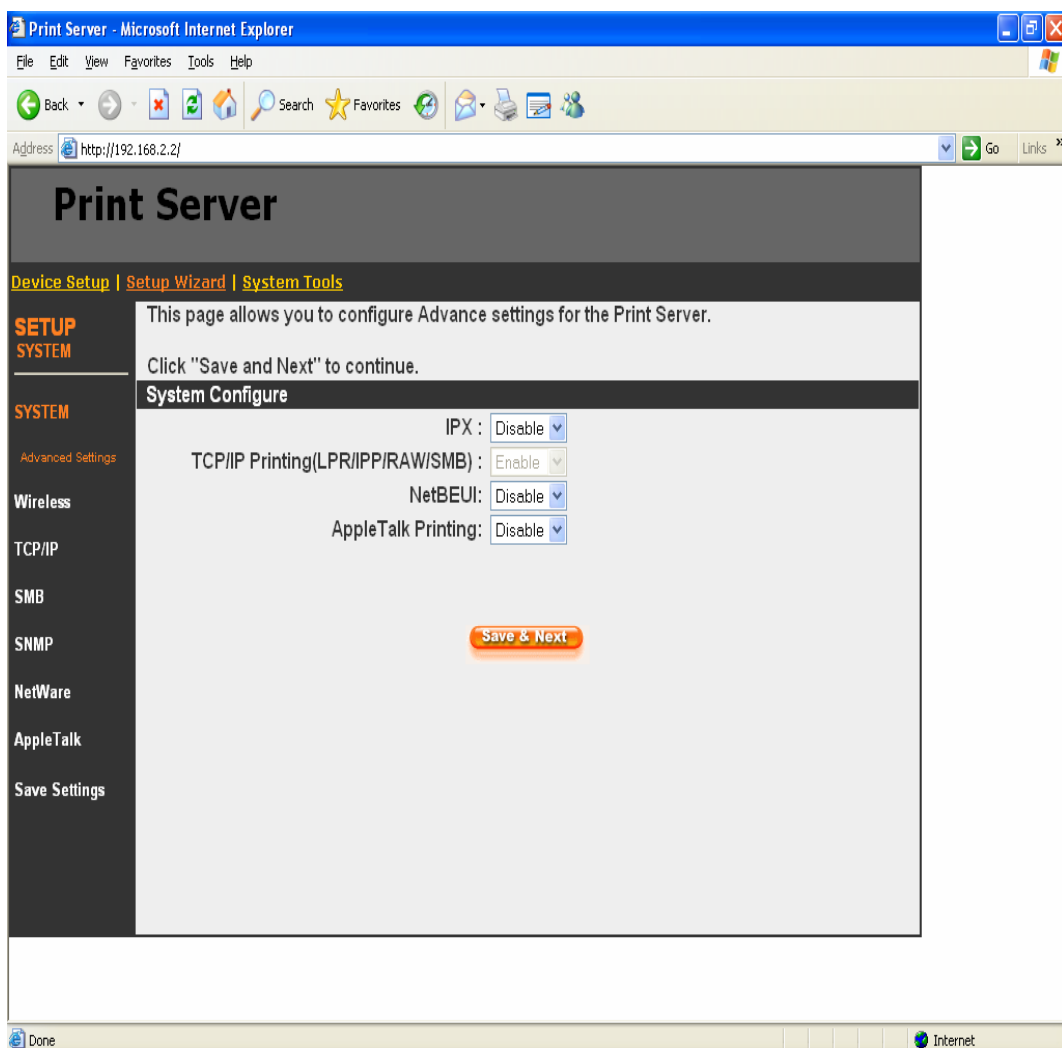 Print Server - Microsoft Internet Explorer
File Edit View Favorites Tools Help
Back Search Favorites
Address http://192.168.2.2/ Go Links »
Print Server
Device Setup | Setup Wizard | System Tools
SETUP
SYSTEM
SYSTEM
Advanced Settings
Wireless
TCP/IP
SMB
SNMP
NetWare
AppleTalk
Save Settings
This page allows you to configure Advance settings for the Print Server.
Click "Save and Next" to continue.
System Configure
IPX : Disable
TCP/IP Printing(LPR/IPP/RAW/SMB) : Enable
NetBEUI: Disable
AppleTalk Printing: Disable
Save & Next
Done Internet